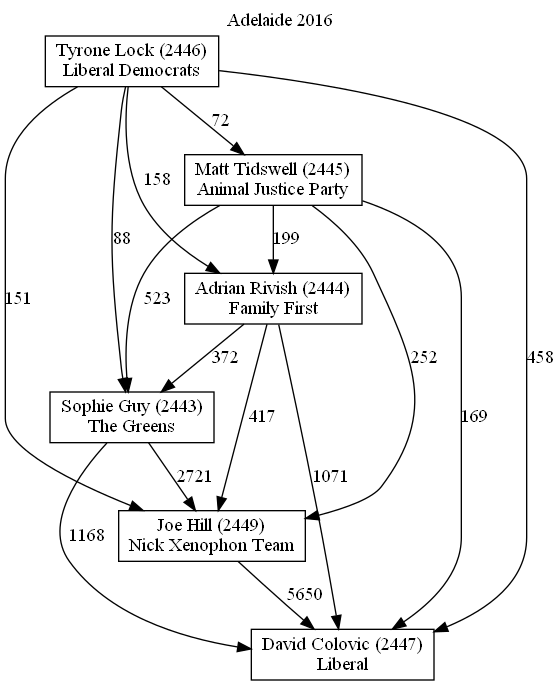 Adelaide 2016
Tyrone Lock (2446)
Liberal Democrats
72
Matt Tidswell (2445)
Animal Justice Party
158
88
199
151
523
Adrian Rivish (2444)
Family First
372
252
458
Sophie Guy (2443)
The Greens
417
169
2721
1071
Joe Hill (2449)
Nick Xenophon Team
1168
5650
David Colovic (2447)
Liberal